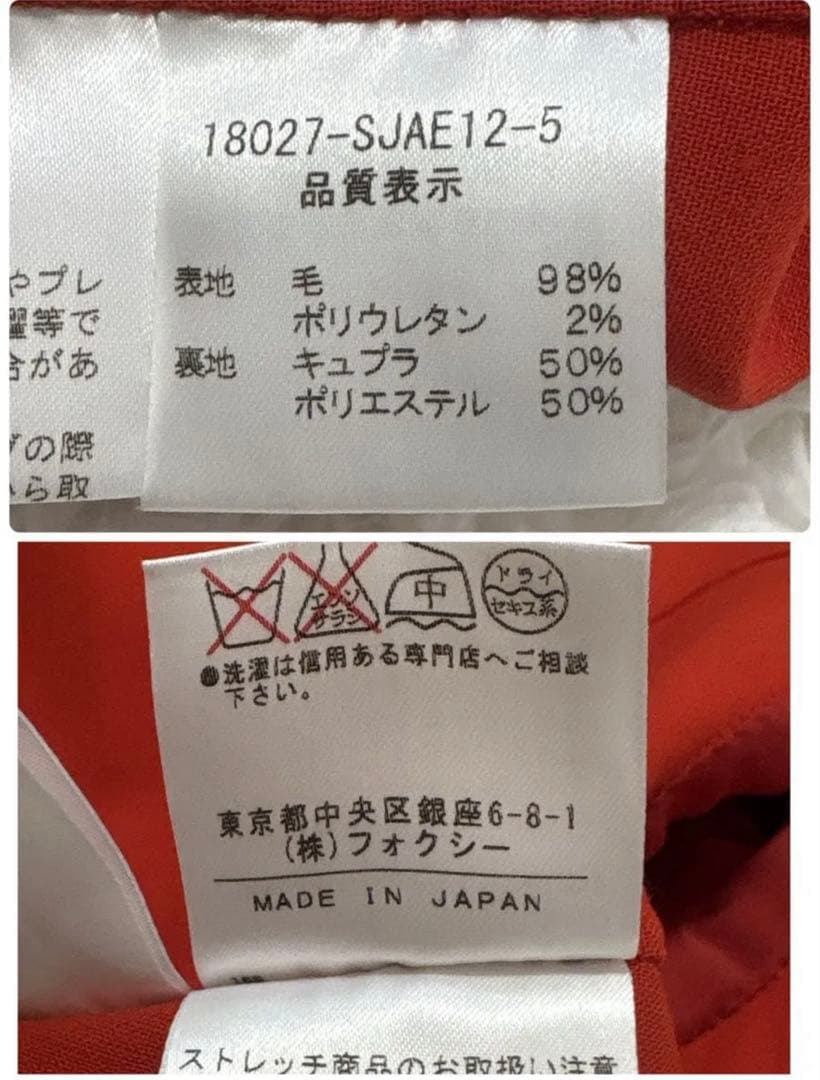 18027-SJAE12-5
品質表示
表地 毛 98%
ポリウレタン 2%
裏地 キュプラ 50%
ポリエステル 50%
やプレ
等で
があ
の際
ら取
中
ドライ
セキユ系
エンソ
サラシ
●洗濯は信用ある専門店へご相談
下さい。
東京都中央区銀座6-8-1
(株)フォクシー
MADE IN JAPAN
ストレッチ商品のお取扱い注意